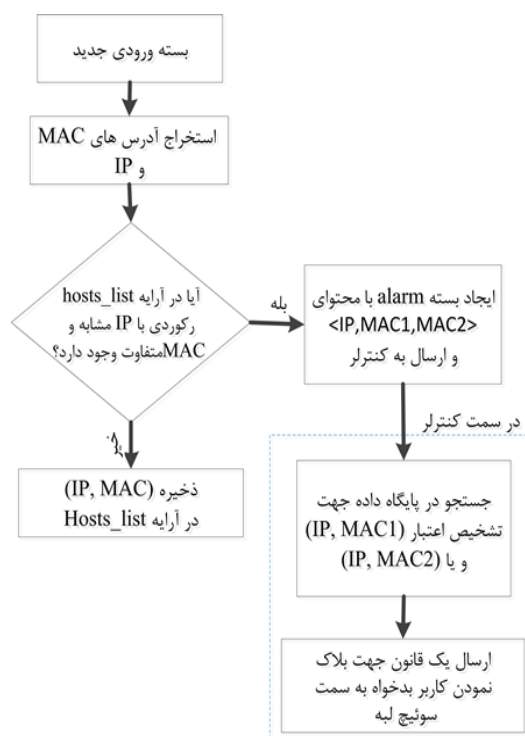 بسته ورودی جدید
استخراج آدرس های MAC
و IP
آیا در آرایه hosts_list
رکوردی با IP مشابه و
MACمتفاوت وجود دارد؟
بله
ایجاد بسته alarm با محتوای
<IP,MAC1,MAC2>
و ارسال به کنترلر
خیر
ذخیره (IP, MAC)
در آرایه Hosts_list
در سمت کنترلر
جستجو در پایگاه داده جهت
تشخیص اعتبار (IP, MAC1)
و یا (IP, MAC2)
ارسال یک قانون جهت بلاک
نمودن کاربر بدخواه به سمت
سوئیچ لبه